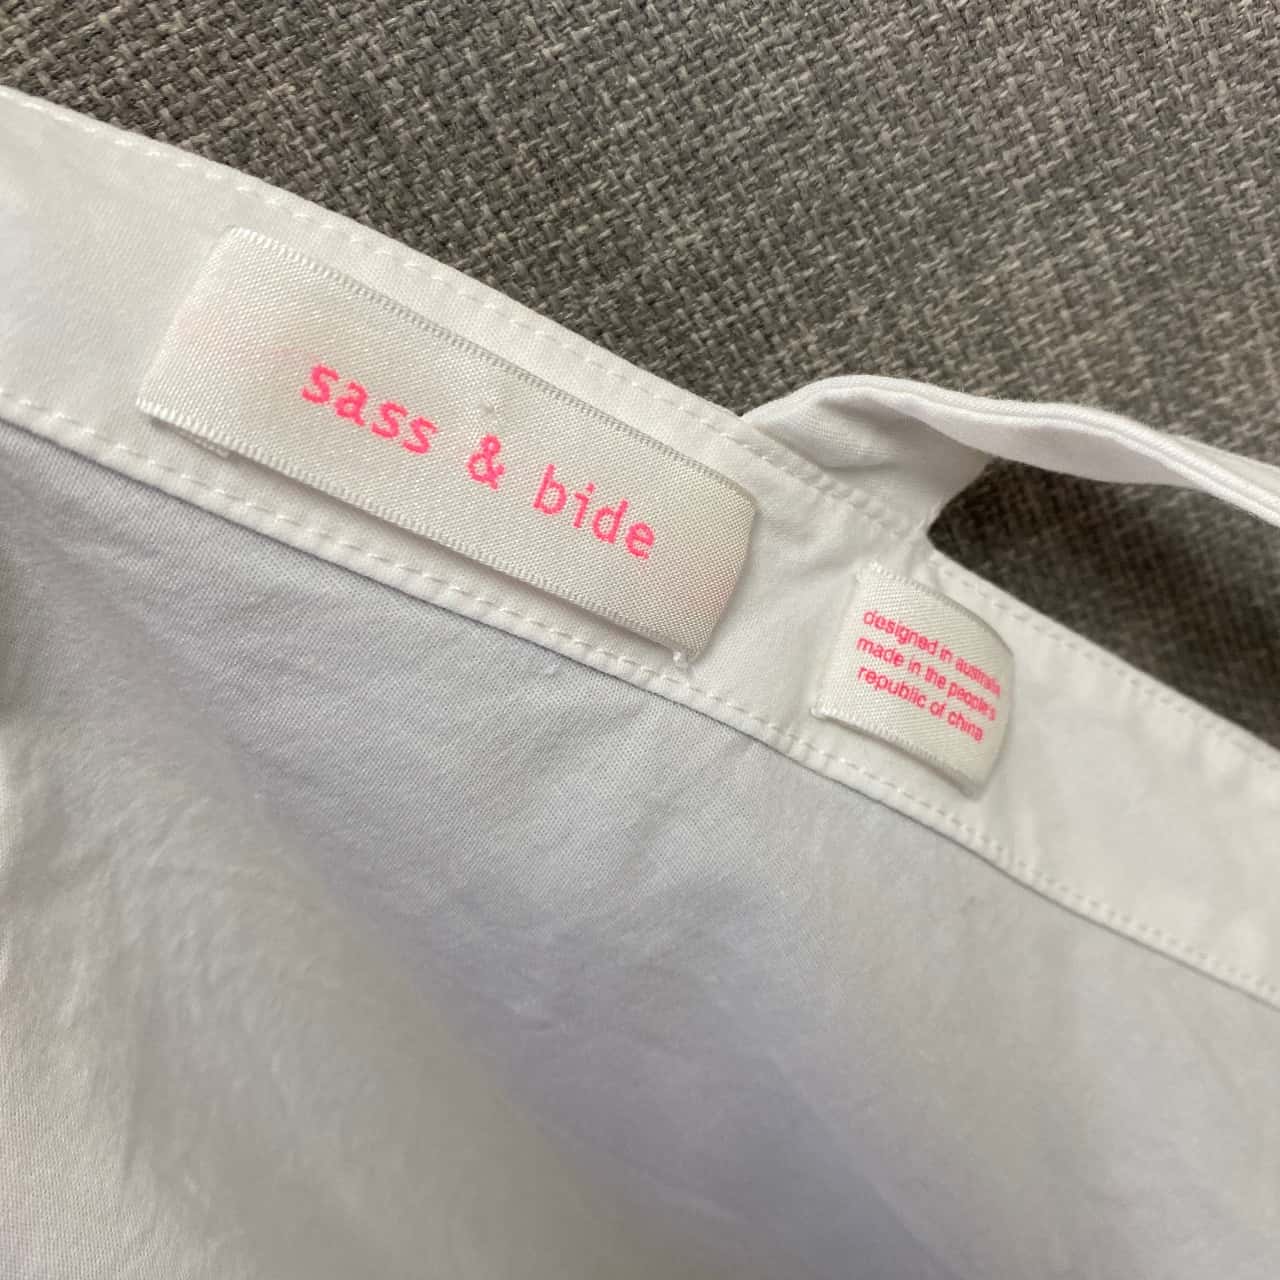 sass & bide
designed in australia
made in the people's
republic of china